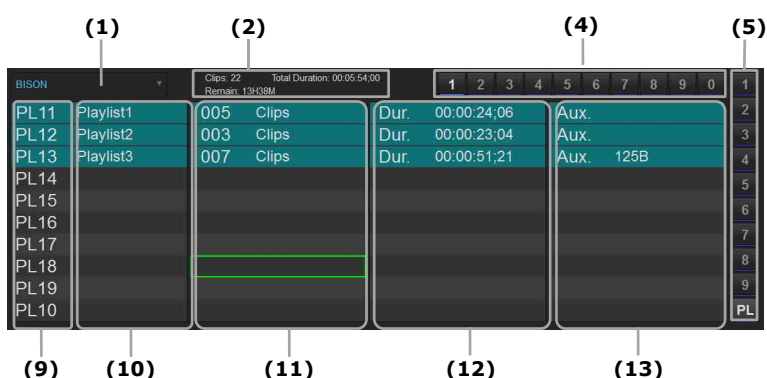 (1) (2) (4) (5)
BISON Clips: 22 Total Duration: 00:05:54;00
Remain: 13H38M
1 2 3 4 5 6 7 8 9 0 1
PL11 Playlist1 005 Clips Dur. 00:00:24;06 Aux. 2
PL12 Playlist2 003 Clips Dur. 00:00:23;04 Aux. 3
PL13 Playlist3 007 Clips Dur. 00:00:51;21 Aux. 125B 4
PL14 5
PL15
PL16 6
PL17 7
PL18 8
PL19 9
PL10 PL
(9) (10) (11) (12) (13)